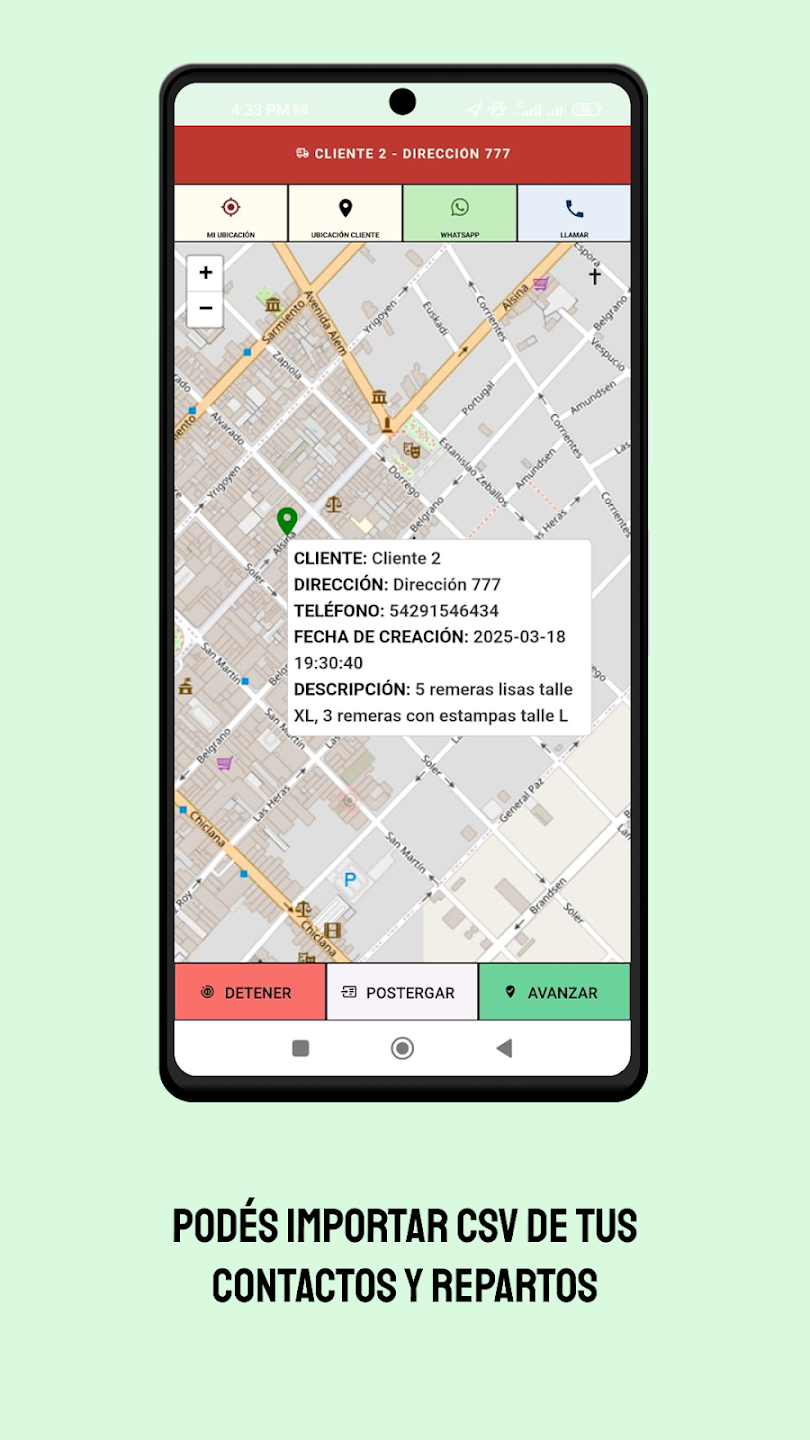 4:33 PM
CLIENTE 2 - DIRECCIÓN 777
MI UBICACIÓN
UBICACIÓN CLIENTE
WHATSAPP
LLAMAR
+
−
Espora
Alsina
Corrientes
Belgrano
Avenida Alem
Yrigoyen
Euskadi
Sarmiento
Vespucio
Zapiola
Portugal
Amundsen
Alvarado
Corrientes
Estanislao Zeballos
Amundsen
Yrigoyen
Dorrego
Belgrano
Corrientes
Alsina
Soler
CLIENTE: Cliente 2
DIRECCIÓN: Dirección 777
TELÉFONO: 54291546434
FECHA DE CREACIÓN: 2025-03-18
19:30:40
DESCRIPCIÓN: 5 remeras lisas talle
XL, 3 remeras con estampas talle L
San Martín
San Martín
Belgrano
Soler
Las Heras
General Paz
Chiclana
San Martín
P
Roy
Brandsen
Soler
Chiclana
DETENER
POSTERGAR
AVANZAR
PODÉS IMPORTAR CSV DE TUS
CONTACTOS Y REPARTOS